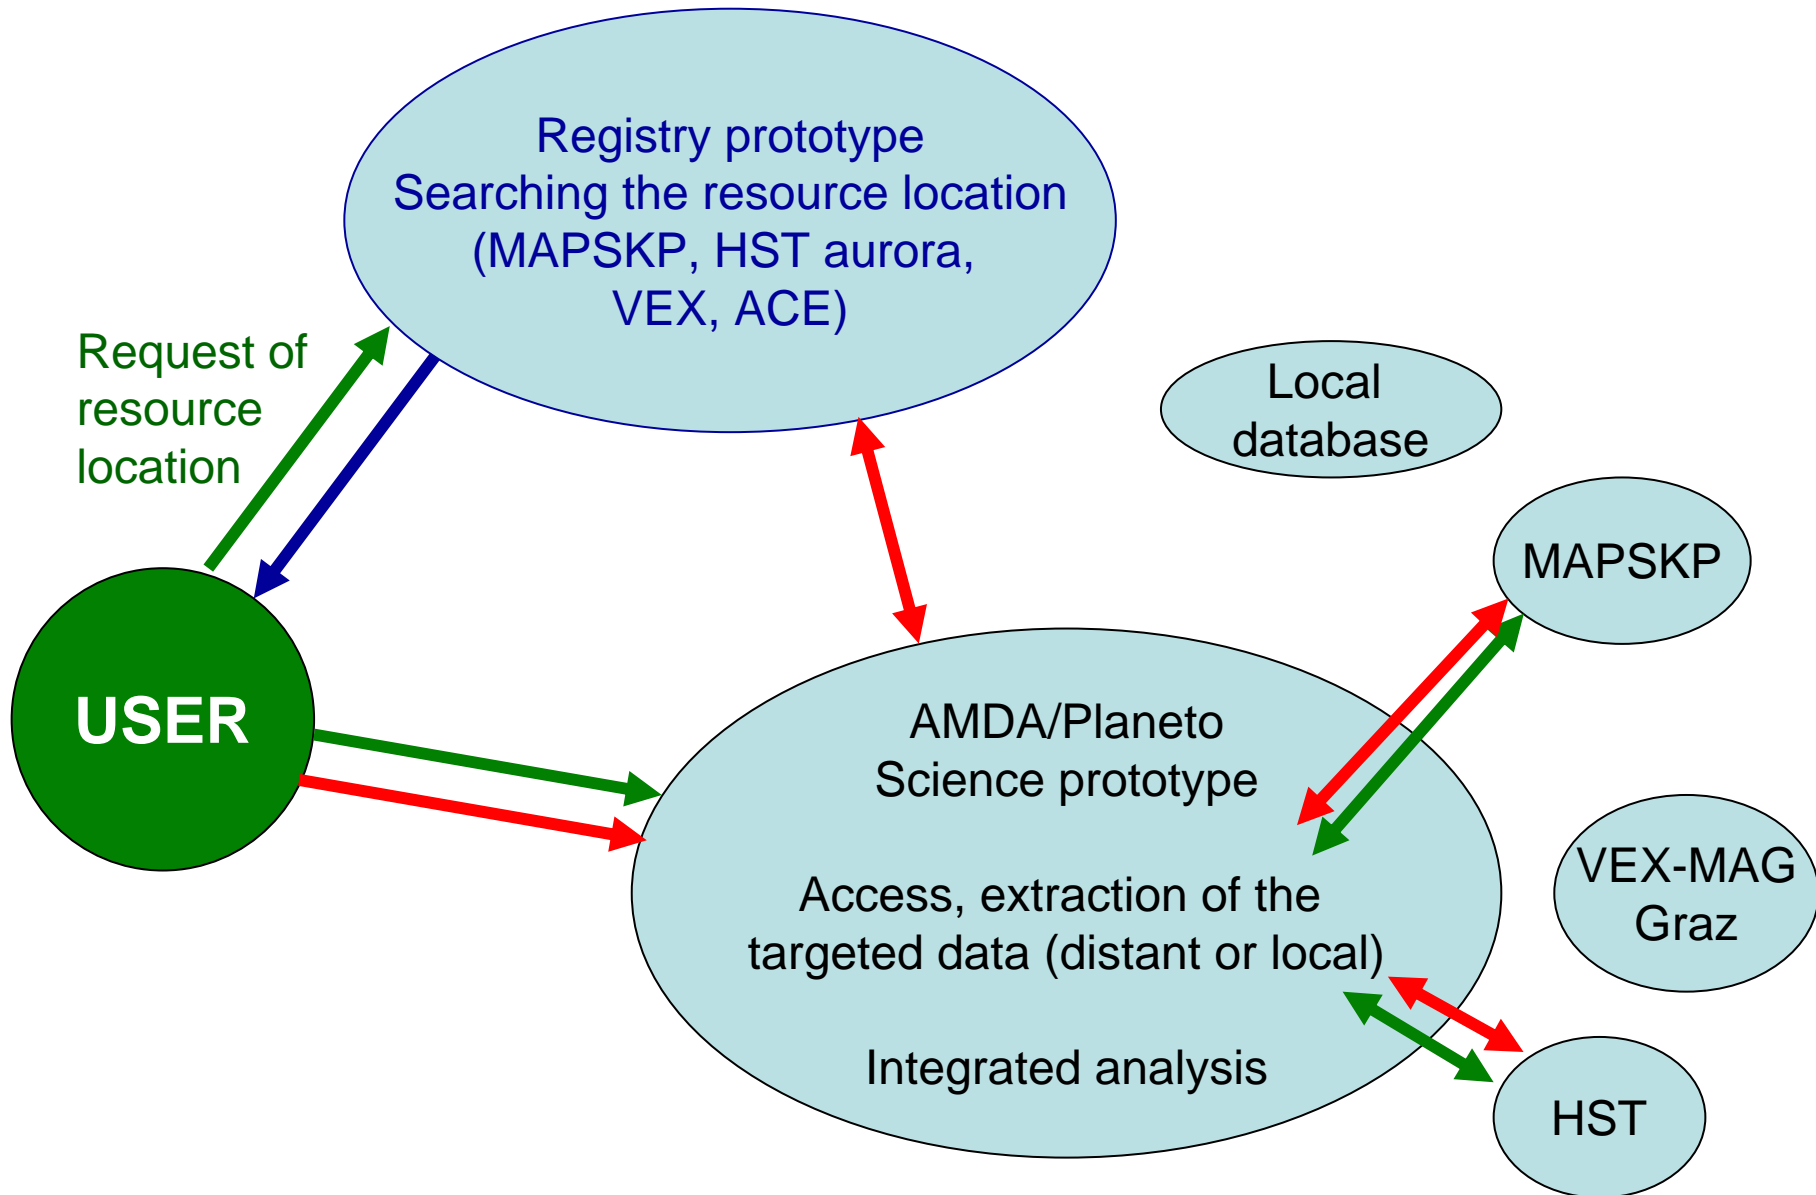 Registry prototype
Searching the resource location
(MAPSKP, HST aurora,
VEX, ACE)
Request of
resource
location
Local
database
MAPSKP
USER
AMDA/Planeto
Science prototype
Access, extraction of the
targeted data (distant or local)
Integrated analysis
VEX-MAG
Graz
HST